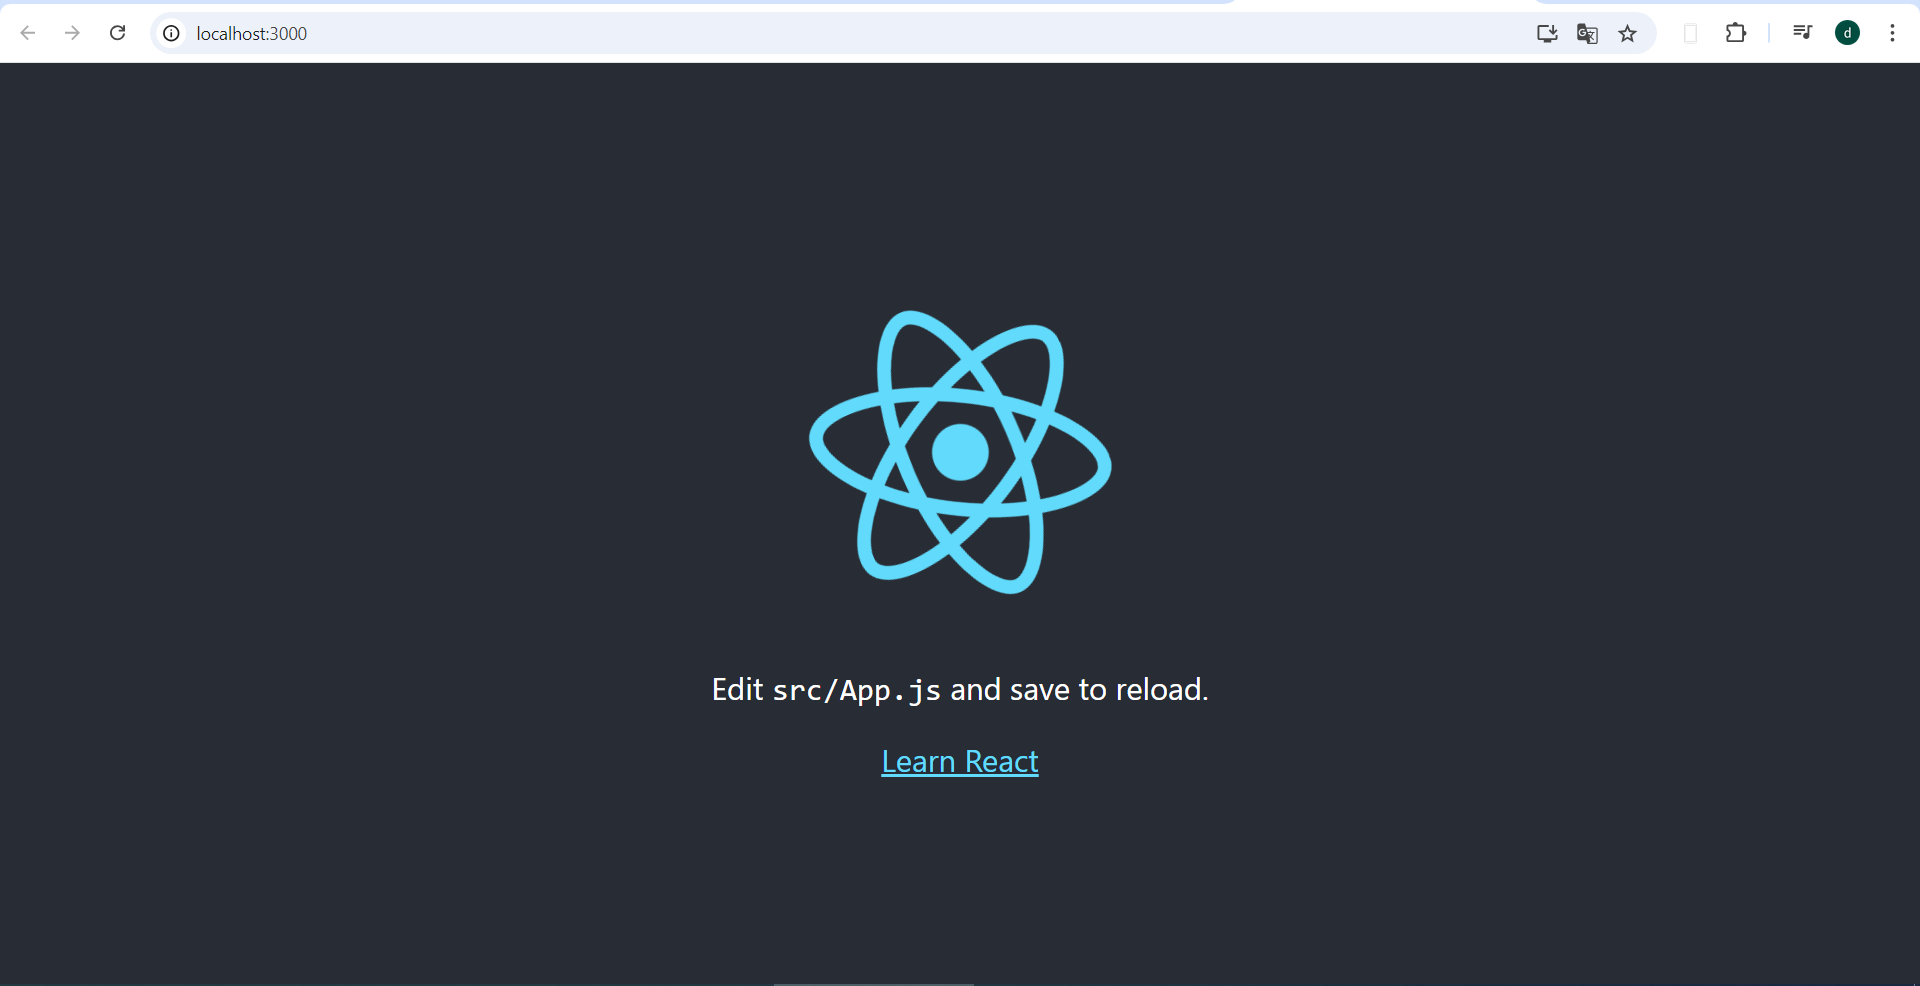 localhost:3000
d
Edit src/App.js and save to reload.
Learn React